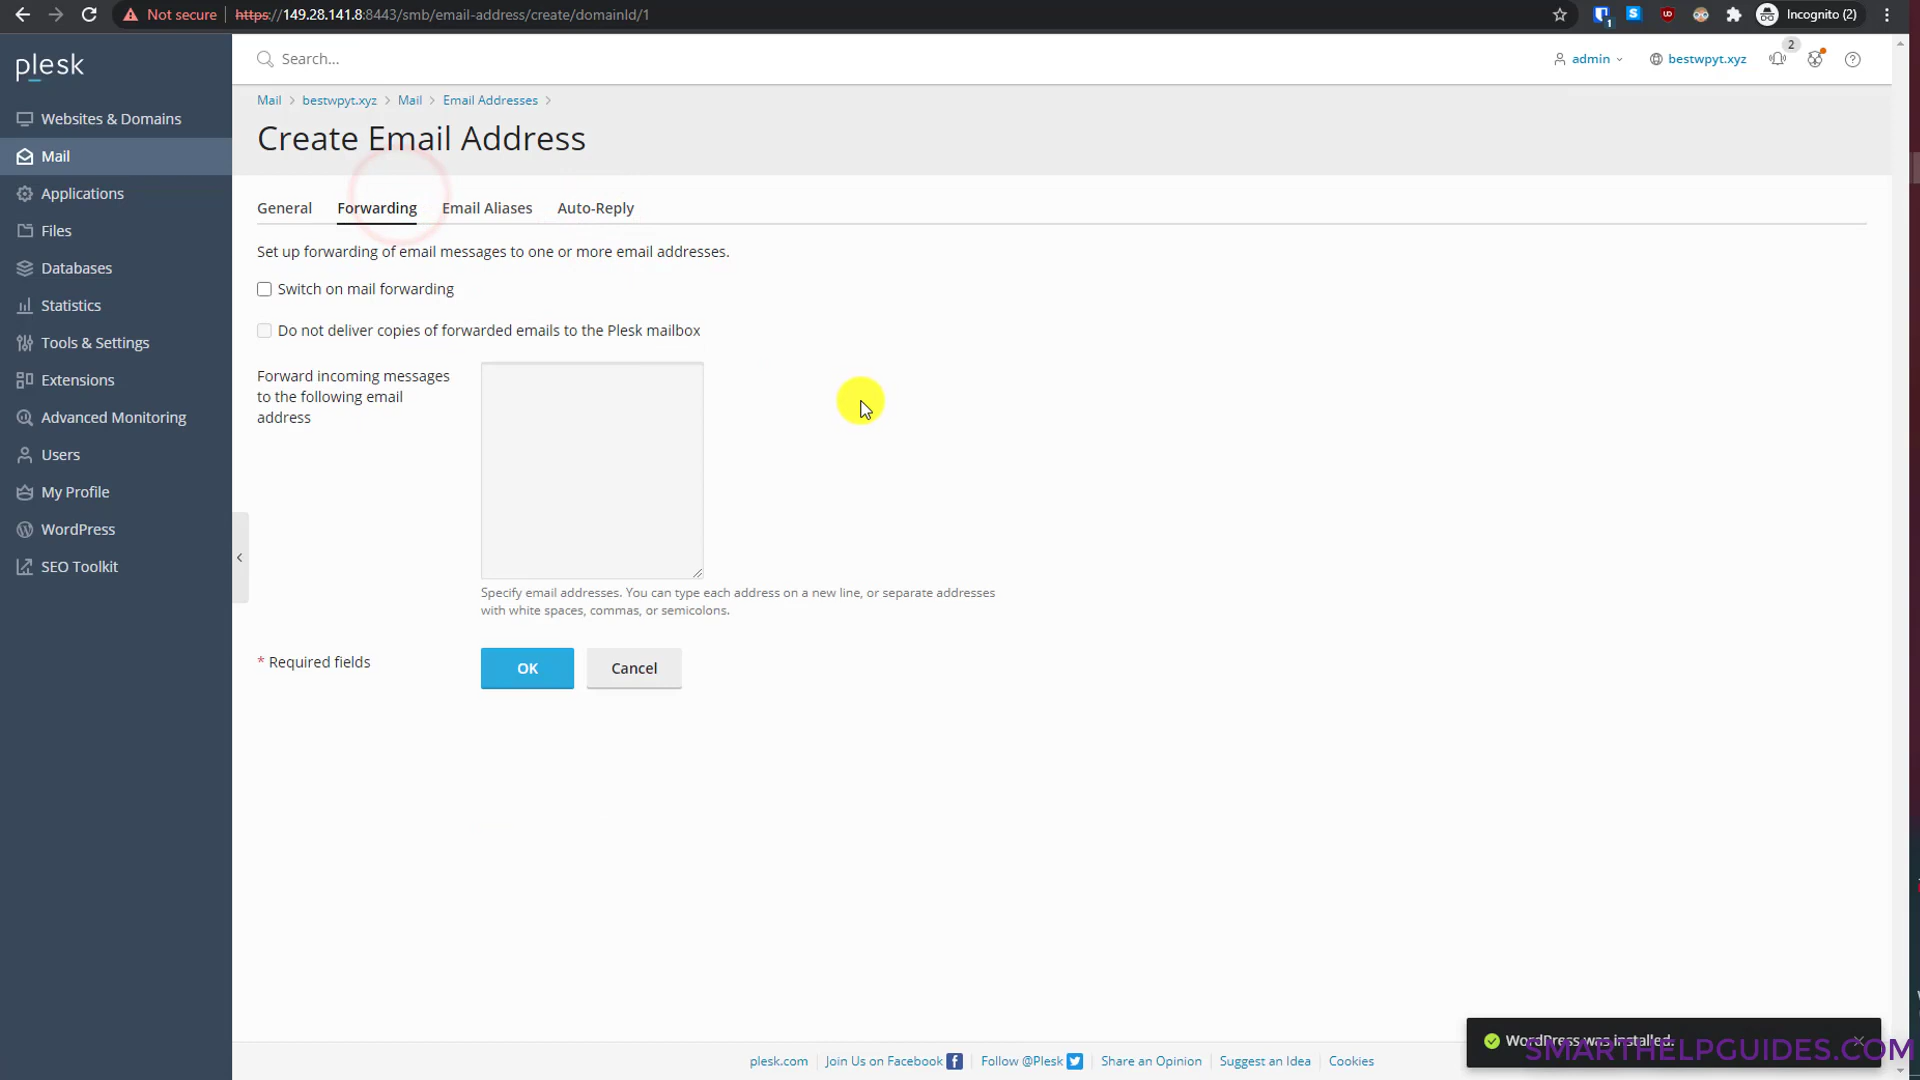 Not secure https://149.28.141.8:8443/smb/email-address/create/domainId/1 Incognito (2)
plesk
Search...
admin
bestwpyt.xyz
2
Websites & Domains
Mail
Applications
Files
Databases
Statistics
Tools & Settings
Extensions
Advanced Monitoring
Users
My Profile
WordPress
SEO Toolkit
Mail > bestwpyt.xyz > Mail > Email Addresses >
Create Email Address
General Forwarding Email Aliases Auto-Reply
Set up forwarding of email messages to one or more email addresses.
Switch on mail forwarding
Do not deliver copies of forwarded emails to the Plesk mailbox
Forward incoming messages
to the following email
address
Specify email addresses. You can type each address on a new line, or separate addresses
with white spaces, commas, or semicolons.
* Required fields
OK Cancel
WordPress was installed.
SMARTHELPGUIDES.COM
plesk.com Join Us on Facebook Follow @Plesk Share an Opinion Suggest an Idea Cookies